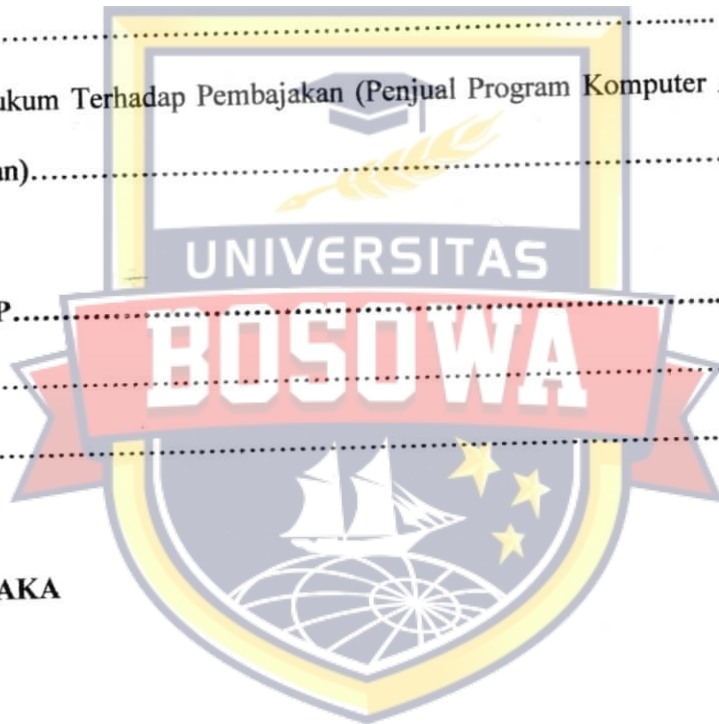 ukum Terhadap Pembajakan (Penjual Program Komputer
an)
UNIVERSITAS
P
BOSOWA
AKA